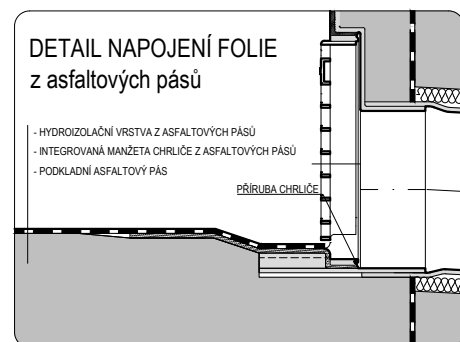 DETAIL NAPOJENÍ FOLIE
z asfaltových pásů
- HYDROIZOLAČNÍ VRSTVA Z ASFALTOVÝCH PÁSŮ
- INTEGROVANÁ MANŽETA CHRLIČE Z ASFALTOVÝCH PÁSŮ
- PODKLADNÍ ASFALTOVÝ PÁS
PŘÍRUBA CHRLIČE